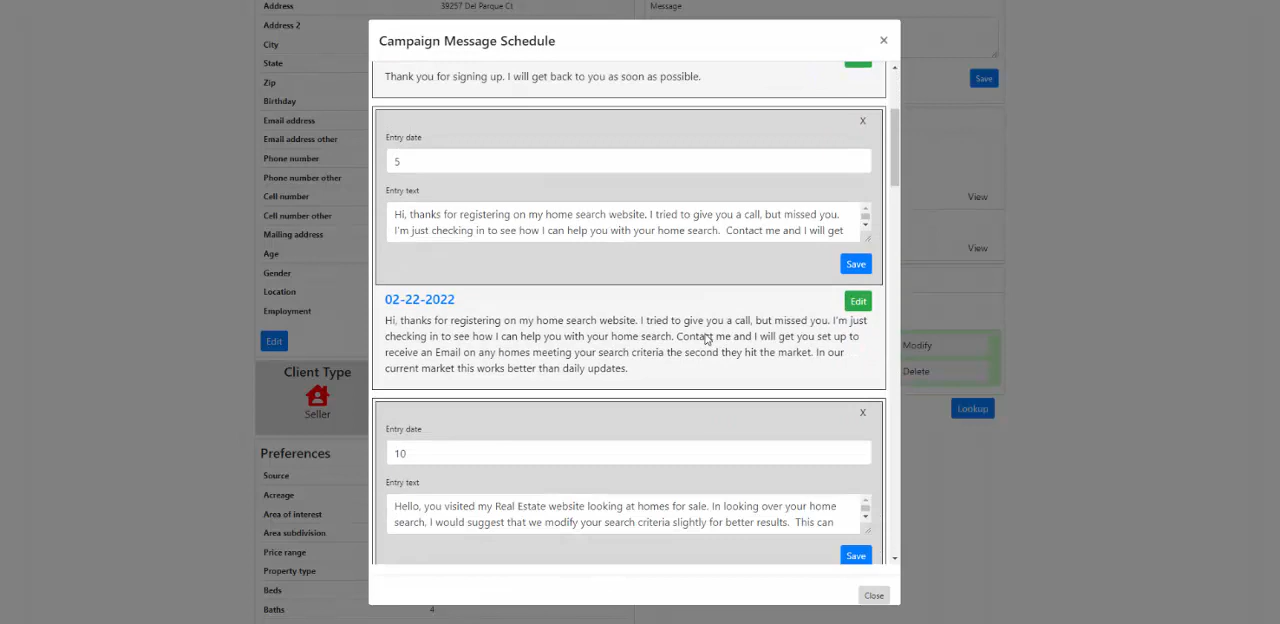 Address
39257 Del Parque Ct
Message
Address 2
City
State
Zip
Birthday
Email address
Email address other
Phone number
Phone number other
Cell number
Cell number other
Mailing address
Age
Gender
Location
Employment
Edit
Client Type
Seller
Preferences
Source
Acreage
Area of interest
Area subdivision
Price range
Property type
Beds
Baths
4
Campaign Message Schedule
×
Thank you for signing up. I will get back to you as soon as possible.
X
Entry date
5
Entry text
Hi, thanks for registering on my home search website. I tried to give you a call, but missed you.
I'm just checking in to see how I can help you with your home search.  Contact me and I will get
Save
02-22-2022
Edit
Hi, thanks for registering on my home search website. I tried to give you a call, but missed you. I'm just
checking in to see how I can help you with your home search. Contact me and I will get you set up to
receive an Email on any homes meeting your search criteria the second they hit the market. In our
current market this works better than daily updates.
X
Entry date
10
Entry text
Hello, you visited my Real Estate website looking at homes for sale. In looking over your home
search, I would suggest that we modify your search criteria slightly for better results.  This can
Save
Close
Save
View
View
Modify
Delete
Lookup